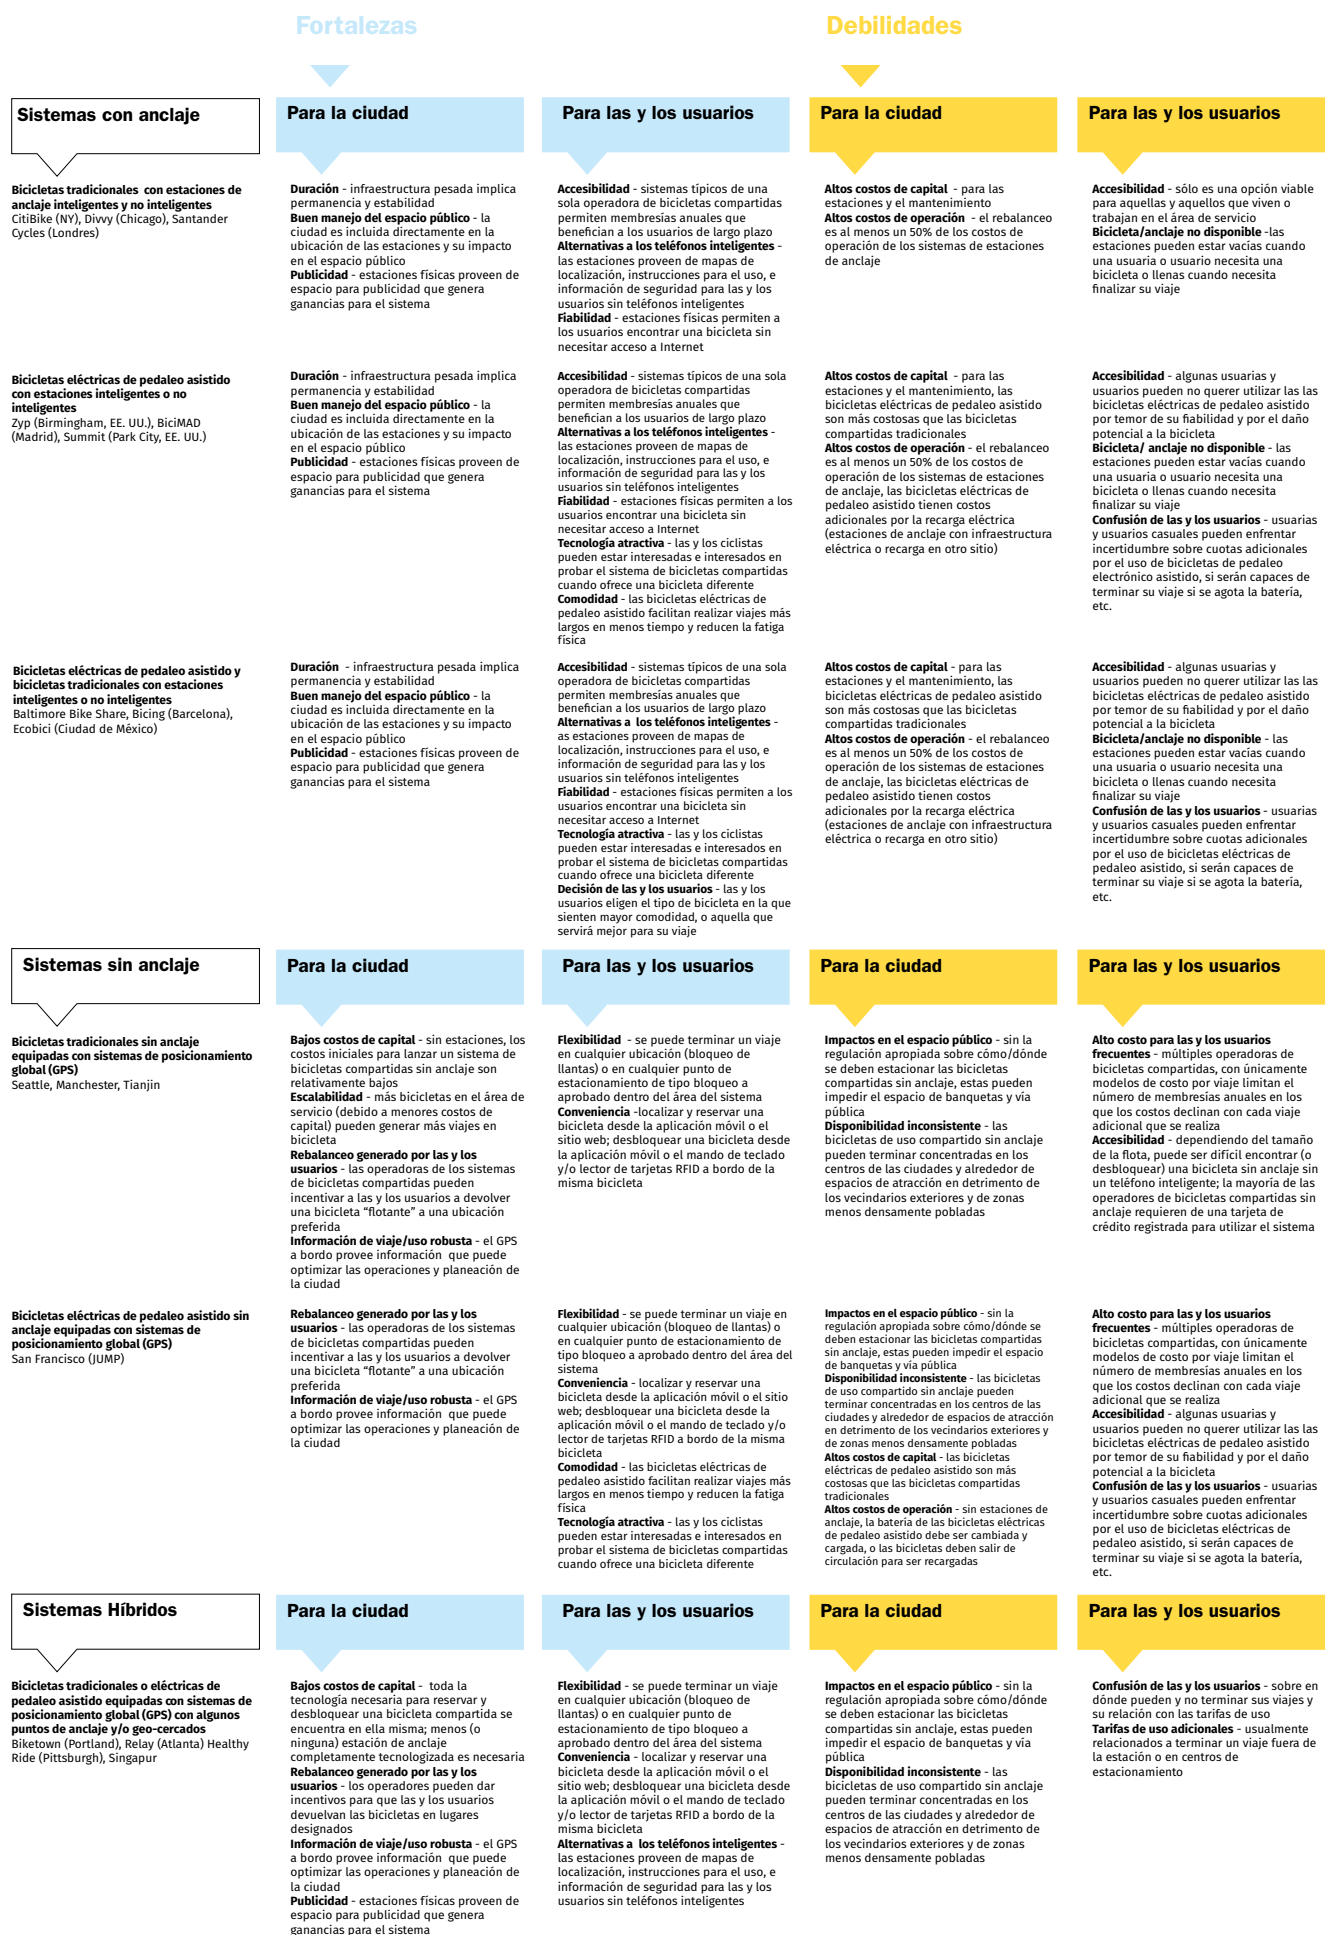 Fortalezas
Debilidades
Sistemas con anclaje
Para la ciudad
Para las y los usuarios
Para la ciudad
Para las y los usuarios
Bicicletas tradicionales con estaciones de
anclaje inteligentes y no inteligentes
CitiBike (NY), Divvy (Chicago), Santander
Cycles (Londres)
Duración - infraestructura pesada implica
permanencia y estabilidad
Buen manejo del espacio público - la
ciudad es incluida directamente en la
ubicación de las estaciones y su impacto
en el espacio público
Publicidad - estaciones físicas proveen de
espacio para publicidad que genera
ganancias para el sistema
Accesibilidad - sistemas típicos de una
sola operadora de bicicletas compartidas
permiten membresías anuales que
benefician a los usuarios de largo plazo
Alternativas a los teléfonos inteligentes -
las estaciones proveen de mapas de
localización, instrucciones para el uso, e
información de seguridad para las y los
usuarios sin teléfonos inteligentes
Fiabilidad - estaciones físicas permiten a
los usuarios encontrar una bicicleta sin
necesitar acceso a Internet
Altos costos de capital - para las
estaciones y el mantenimiento
Altos costos de operación - el rebalanceo
es al menos un 50% de los costos de
operación de los sistemas de estaciones
de anclaje
Accesibilidad - sólo es una opción viable
para aquellas y aquellos que viven o
trabajan en el área de servicio
Bicicleta/anclaje no disponible -las
estaciones pueden estar vacías cuando
una usuaria o usuario necesita una
bicicleta o llenas cuando necesita
finalizar su viaje
Bicicletas eléctricas de pedaleo asistido
con estaciones inteligentes o no
inteligentes
Zyp (Birmingham, EE. UU.), BiciMAD
(Madrid), Summit (Park City, EE. UU.)
Duración - infraestructura pesada implica
permanencia y estabilidad
Buen manejo del espacio público - la
ciudad es incluida directamente en la
ubicación de las estaciones y su impacto
en el espacio público
Publicidad - estaciones físicas proveen de
espacio para publicidad que genera
ganancias para el sistema
Accesibilidad - sistemas típicos de una sola
operadora de bicicletas compartidas
permiten membresías anuales que
benefician a los usuarios de largo plazo
Alternativas a los teléfonos inteligentes -
las estaciones proveen de mapas de
localización, instrucciones para el uso, e
información de seguridad para las y los
usuarios sin teléfonos inteligentes
Fiabilidad - estaciones físicas permiten a los
usuarios encontrar una bicicleta sin
necesitar acceso a Internet
Tecnología atractiva - las y los ciclistas
pueden estar interesadas e interesados en
probar el sistema de bicicletas compartidas
cuando ofrece una bicicleta diferente
Comodidad - las bicicletas eléctricas de
pedaleo asistido facilitan realizar viajes más
largos en menos tiempo y reducen la fatiga
física
Altos costos de capital - para las
estaciones y el mantenimiento, las
bicicletas eléctricas de pedaleo asistido
son más costosas que las bicicletas
compartidas tradicionales
Altos costos de operación - el rebalanceo
es al menos un 50% de los costos de
operación de los sistemas de estaciones
de anclaje, las bicicletas eléctricas de
pedaleo asistido tienen costos
adicionales por la recarga eléctrica
(estaciones de anclaje con infraestructura
eléctrica o recarga en otro sitio)
Accesibilidad - algunas usuarias y
usuarios pueden no querer utilizar las las
bicicletas eléctricas de pedaleo asistido
por temor de su fiabilidad y por el daño
potencial a la bicicleta
Bicicleta/ anclaje no disponible - las
estaciones pueden estar vacías cuando
una usuaria o usuario necesita una
bicicleta o llenas cuando necesita
finalizar su viaje
Confusión de las y los usuarios - usuarias
y usuarios casuales pueden enfrentar
incertidumbre sobre cuotas adicionales
por el uso de bicicletas de pedaleo
electrónico asistido, si serán capaces de
terminar su viaje si se agota la batería,
etc.
Bicicletas eléctricas de pedaleo asistido y
bicicletas tradicionales con estaciones
inteligentes o no inteligentes
Baltimore Bike Share, Bicing (Barcelona),
Ecobici (Ciudad de México)
Duración - infraestructura pesada implica
permanencia y estabilidad
Buen manejo del espacio público - la
ciudad es incluida directamente en la
ubicación de las estaciones y su impacto
en el espacio público
Publicidad - estaciones físicas proveen de
espacio para publicidad que genera
ganancias para el sistema
Accesibilidad - sistemas típicos de una sola
operadora de bicicletas compartidas
permiten membresías anuales que
benefician a los usuarios de largo plazo
Alternativas a los teléfonos inteligentes -
as estaciones proveen de mapas de
localización, instrucciones para el uso, e
información de seguridad para las y los
usuarios sin teléfonos inteligentes
Fiabilidad - estaciones físicas permiten a los
usuarios encontrar una bicicleta sin
necesitar acceso a Internet
Tecnología atractiva - las y los ciclistas
pueden estar interesadas e interesados en
probar el sistema de bicicletas compartidas
cuando ofrece una bicicleta diferente
Decisión de las y los usuarios - las y los
usuarios eligen el tipo de bicicleta en la que
sienten mayor comodidad, o aquella que
servirá mejor para su viaje
Altos costos de capital - para las
estaciones y el mantenimiento, las
bicicletas eléctricas de pedaleo asistido
son más costosas que las bicicletas
compartidas tradicionales
Altos costos de operación - el rebalanceo
es al menos un 50% de los costos de
operación de los sistemas de estaciones
de anclaje, las bicicletas eléctricas de
pedaleo asistido tienen costos
adicionales por la recarga eléctrica
(estaciones de anclaje con infraestructura
eléctrica o recarga en otro sitio)
Accesibilidad - algunas usuarias y
usuarios pueden no querer utilizar las las
bicicletas eléctricas de pedaleo asistido
por temor de su fiabilidad y por el daño
potencial a la bicicleta
Bicicleta/anclaje no disponible - las
estaciones pueden estar vacías cuando
una usuaria o usuario necesita una
bicicleta o llenas cuando necesita
finalizar su viaje
Confusión de las y los usuarios - usuarias
y usuarios casuales pueden enfrentar
incertidumbre sobre cuotas adicionales
por el uso de bicicletas eléctricas de
pedaleo asistido, si serán capaces de
terminar su viaje si se agota la batería,
etc.
Sistemas sin anclaje
Para la ciudad
Para las y los usuarios
Para la ciudad
Para las y los usuarios
Bicicletas tradicionales sin anclaje
equipadas con sistemas de posicionamiento
global (GPS)
Seattle, Manchester, Tianjin
Bajos costos de capital - sin estaciones, los
costos iniciales para lanzar un sistema de
bicicletas compartidas sin anclaje son
relativamente bajos
Escalabilidad - más bicicletas en el área de
servicio (debido a menores costos de
capital) pueden generar más viajes en
bicicleta
Rebalanceo generado por las y los
usuarios - las operadoras de los sistemas
de bicicletas compartidas pueden
incentivar a las y los usuarios a devolver
una bicicleta “flotante” a una ubicación
preferida
Información de viaje/uso robusta - el GPS
a bordo provee información que puede
optimizar las operaciones y planeación de
la ciudad
Flexibilidad - se puede terminar un viaje
en cualquier ubicación (bloqueo de
llantas) o en cualquier punto de
estacionamiento de tipo bloqueo a
aprobado dentro del área del sistema
Conveniencia -localizar y reservar una
bicicleta desde la aplicación móvil o el
sitio web; desbloquear una bicicleta desde
la aplicación móvil o el mando de teclado
y/o lector de tarjetas RFID a bordo de la
misma bicicleta
Impactos en el espacio público - sin la
regulación apropiada sobre cómo/dónde
se deben estacionar las bicicletas
compartidas sin anclaje, estas pueden
impedir el espacio de banquetas y vía
pública
Disponibilidad inconsistente - las
bicicletas de uso compartido sin anclaje
pueden terminar concentradas en los
centros de las ciudades y alrededor de
espacios de atracción en detrimento de
los vecindarios exteriores y de zonas
menos densamente pobladas
Alto costo para las y los usuarios
frecuentes - múltiples operadoras de
bicicletas compartidas, con únicamente
modelos de costo por viaje limitan el
número de membresías anuales en los
que los costos declinan con cada viaje
adicional que se realiza
Accesibilidad - dependiendo del tamaño
de la flota, puede ser difícil encontrar (o
desbloquear) una bicicleta sin anclaje sin
un teléfono inteligente; la mayoría de las
operadores de bicicletas compartidas sin
anclaje requieren de una tarjeta de
crédito registrada para utilizar el sistema
Bicicletas eléctricas de pedaleo asistido sin
anclaje equipadas con sistemas de
posicionamiento global (GPS)
San Francisco (JUMP)
Rebalanceo generado por las y los
usuarios - las operadoras de los sistemas
de bicicletas compartidas pueden
incentivar a las y los usuarios a devolver
una bicicleta “flotante” a una ubicación
preferida
Información de viaje/uso robusta - el GPS
a bordo provee información que puede
optimizar las operaciones y planeación de
la ciudad
Flexibilidad - se puede terminar un viaje en
cualquier ubicación (bloqueo de llantas) o
en cualquier punto de estacionamiento de
tipo bloqueo a aprobado dentro del área del
sistema
Conveniencia - localizar y reservar una
bicicleta desde la aplicación móvil o el sitio
web; desbloquear una bicicleta desde la
aplicación móvil o el mando de teclado y/o
lector de tarjetas RFID a bordo de la misma
bicicleta
Comodidad - las bicicletas eléctricas de
pedaleo asistido facilitan realizar viajes más
largos en menos tiempo y reducen la fatiga
física
Tecnología atractiva - las y los ciclistas
pueden estar interesadas e interesados en
probar el sistema de bicicletas compartidas
cuando ofrece una bicicleta diferente
Impactos en el espacio público - sin la
regulación apropiada sobre cómo/dónde se
deben estacionar las bicicletas compartidas
sin anclaje, estas pueden impedir el espacio
de banquetas y vía pública
Disponibilidad inconsistente - las bicicletas
de uso compartido sin anclaje pueden
terminar concentradas en los centros de las
ciudades y alrededor de espacios de atracción
en detrimento de los vecindarios exteriores y
de zonas menos densamente pobladas
Altos costos de capital - las bicicletas
eléctricas de pedaleo asistido son más
costosas que las bicicletas compartidas
tradicionales
Altos costos de operación - sin estaciones de
anclaje, la batería de las bicicletas eléctricas
de pedaleo asistido debe ser cambiada y
cargada, o las bicicletas deben salir de
circulación para ser recargadas
Alto costo para las y los usuarios
frecuentes - múltiples operadoras de
bicicletas compartidas, con únicamente
modelos de costo por viaje limitan el
número de membresías anuales en los
que los costos declinan con cada viaje
adicional que se realiza
Accesibilidad - algunas usuarias y
usuarios pueden no querer utilizar las las
bicicletas eléctricas de pedaleo asistido
por temor de su fiabilidad y por el daño
potencial a la bicicleta
Confusión de las y los usuarios - usuarias
y usuarios casuales pueden enfrentar
incertidumbre sobre cuotas adicionales
por el uso de bicicletas eléctricas de
pedaleo asistido, si serán capaces de
terminar su viaje si se agota la batería,
etc.
Sistemas Híbridos
Para la ciudad
Para las y los usuarios
Para la ciudad
Para las y los usuarios
Bicicletas tradicionales o eléctricas de
pedaleo asistido equipadas con sistemas de
posicionamiento global (GPS) con algunos
puntos de anclaje y/o geo-cercados
Biketown (Portland), Relay (Atlanta) Healthy
Ride (Pittsburgh), Singapur
Bajos costos de capital - toda la
tecnología necesaria para reservar y
desbloquear una bicicleta compartida se
encuentra en ella misma; menos (o
ninguna) estación de anclaje
completamente tecnologizada es necesaria
Rebalanceo generado por las y los
usuarios - los operadores pueden dar
incentivos para que las y los usuarios
devuelvan las bicicletas en lugares
designados
Información de viaje/uso robusta - el GPS
a bordo provee información que puede
optimizar las operaciones y planeación de
la ciudad
Publicidad - estaciones físicas proveen de
espacio para publicidad que genera
ganancias para el sistema
Flexibilidad - se puede terminar un viaje
en cualquier ubicación (bloqueo de
llantas) o en cualquier punto de
estacionamiento de tipo bloqueo a
aprobado dentro del área del sistema
Conveniencia - localizar y reservar una
bicicleta desde la aplicación móvil o el
sitio web; desbloquear una bicicleta desde
la aplicación móvil o el mando de teclado
y/o lector de tarjetas RFID a bordo de la
misma bicicleta
Alternativas a los teléfonos inteligentes -
las estaciones proveen de mapas de
localización, instrucciones para el uso, e
información de seguridad para las y los
usuarios sin teléfonos inteligentes
Impactos en el espacio público - sin la
regulación apropiada sobre cómo/dónde
se deben estacionar las bicicletas
compartidas sin anclaje, estas pueden
impedir el espacio de banquetas y vía
pública
Disponibilidad inconsistente - las
bicicletas de uso compartido sin anclaje
pueden terminar concentradas en los
centros de las ciudades y alrededor de
espacios de atracción en detrimento de
los vecindarios exteriores y de zonas
menos densamente pobladas
Confusión de las y los usuarios - sobre en
dónde pueden y no terminar sus viajes y
su relación con las tarifas de uso
Tarifas de uso adicionales - usualmente
relacionados a terminar un viaje fuera de
la estación o en centros de
estacionamiento